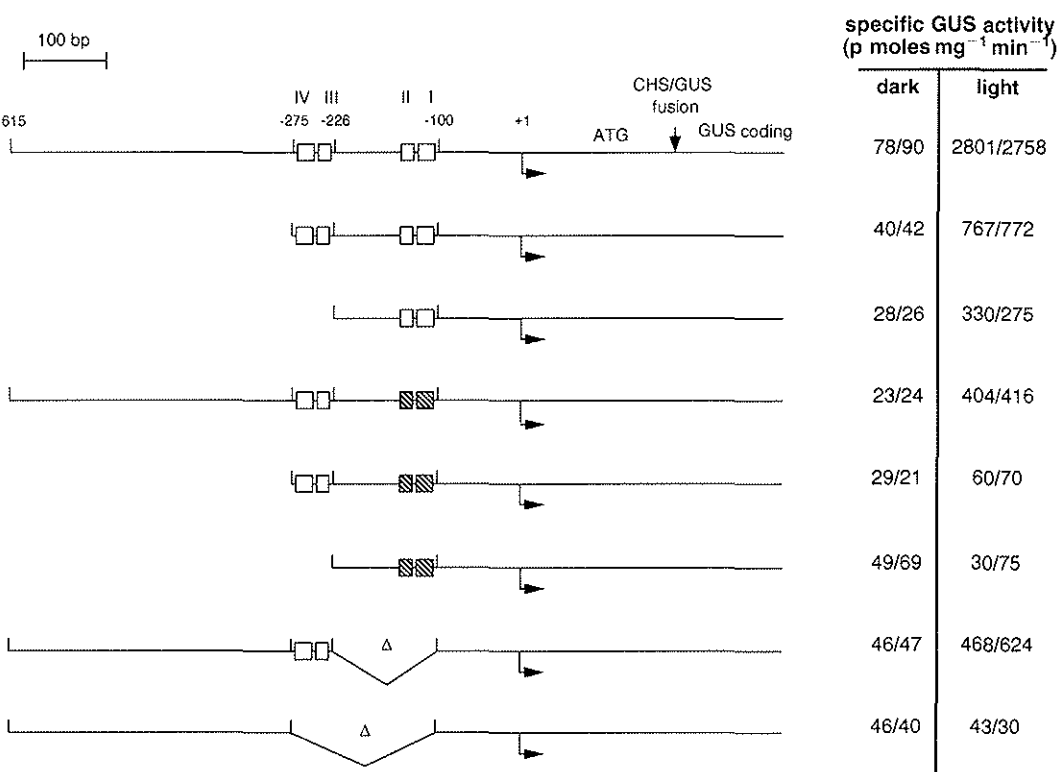 specific GUS activity
(p moles mg⁻¹ min⁻¹)
100 bp
dark light
IV III II I
CHS/GUS
fusion
615 -275 -226 -100 +1
ATG GUS coding
78/90 2801/2758
40/42 767/772
28/26 330/275
23/24 404/416
29/21 60/70
49/69 30/75
Δ 46/47 468/624
Δ 46/40 43/30